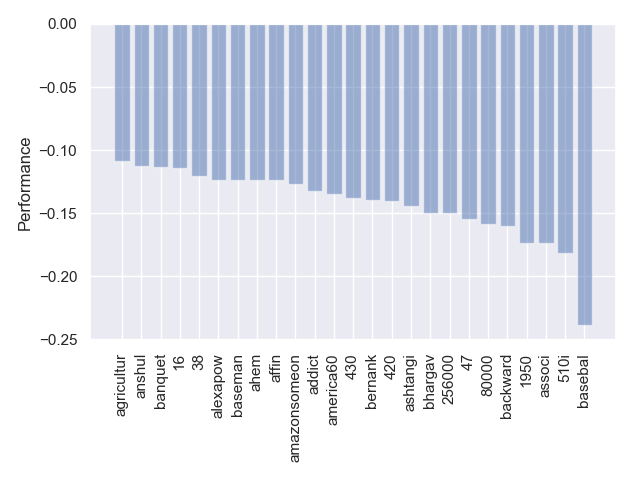 0.00
−0.05
−0.10
−0.15
−0.20
−0.25
Performance
agricultur
anshul
banquet
16
38
alexapow
baseman
ahem
affin
amazonsomeon
addict
america60
430
bernank
420
ashtangi
bhargav
256000
47
80000
backward
1950
associ
510i
basebal